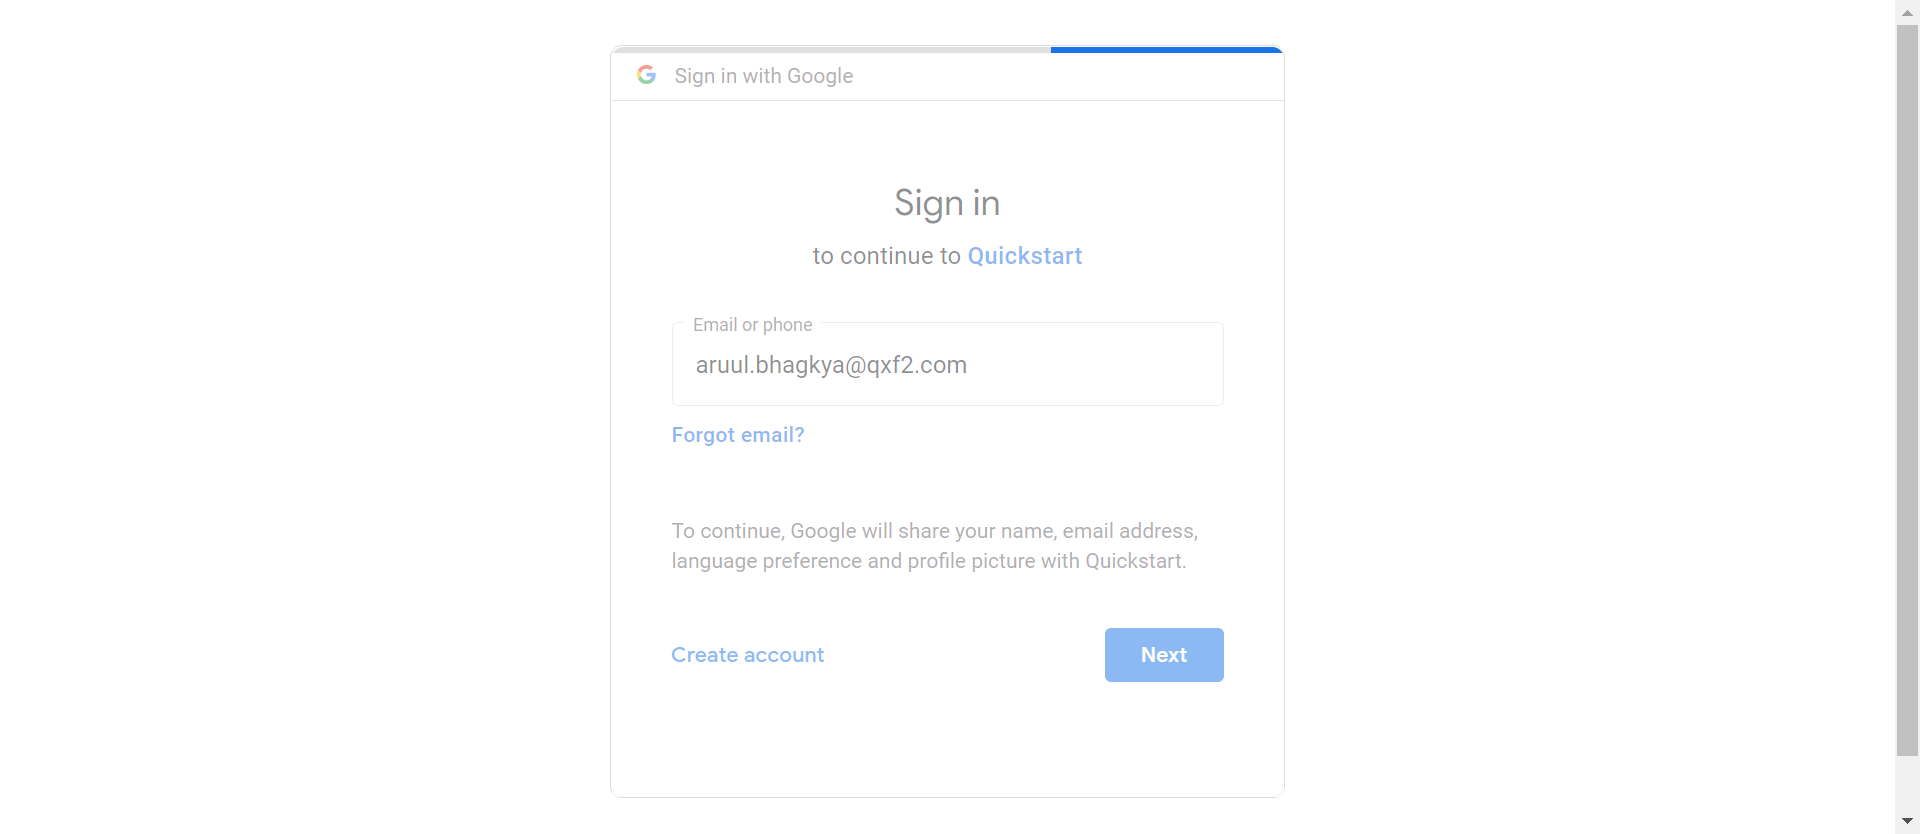 Sign in with Google
Sign in
to continue to Quickstart
Email or phone
aruul.bhagkya@qxf2.com
Forgot email?
To continue, Google will share your name, email address,
language preference and profile picture with Quickstart.
Create account
Next